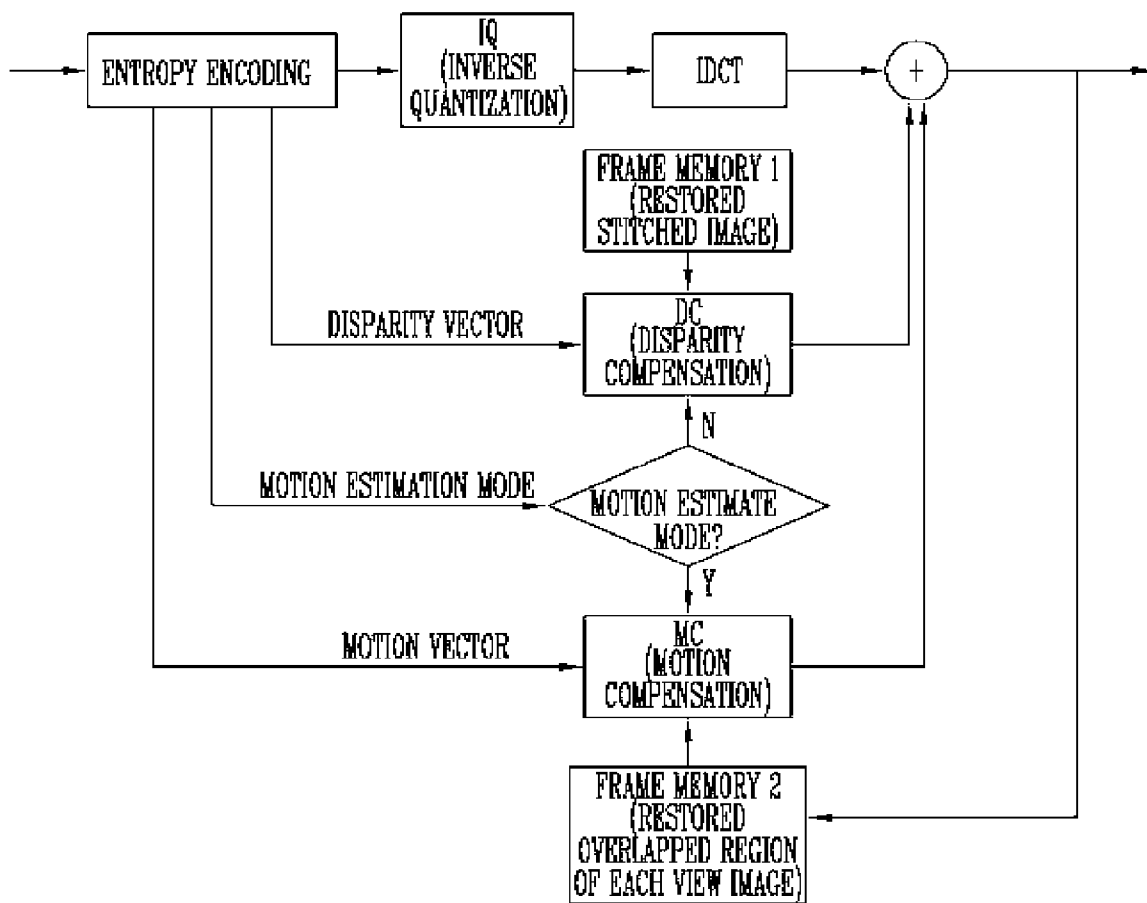 ENTROPY ENCODING
IQ
(INVERSE
QUANTIZATION)
IDCT
+
FRAME MEMORY 1
(RESTORED
STITCHED IMAGE)
DISPARITY VECTOR
DC
(DISPARITY
COMPENSATION)
N
MOTION ESTIMATION MODE
MOTION ESTIMATE
MODE?
Y
MOTION VECTOR
MC
(MOTION
COMPENSATION)
FRAME MEMORY 2
(RESTORED
OVERLAPPED REGION
OF EACH VIEW IMAGE)